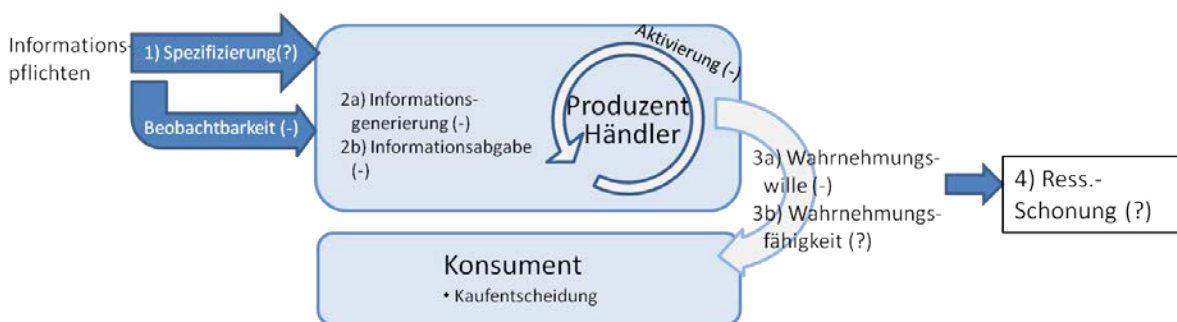 Informations-
pflichten
1) Spezifizierung(?)
Beobachtbarkeit (-)
2a) Informations-
generierung (-)
2b) Informationsabgabe
(-)
Aktivierung (-)
Produzent
Händler
3a) Wahrnehmungs-
wille (-)
3b) Wahrnehmungs-
fähigkeit (?)
4) Ress.-
Schonung (?)
Konsument
• Kaufentscheidung